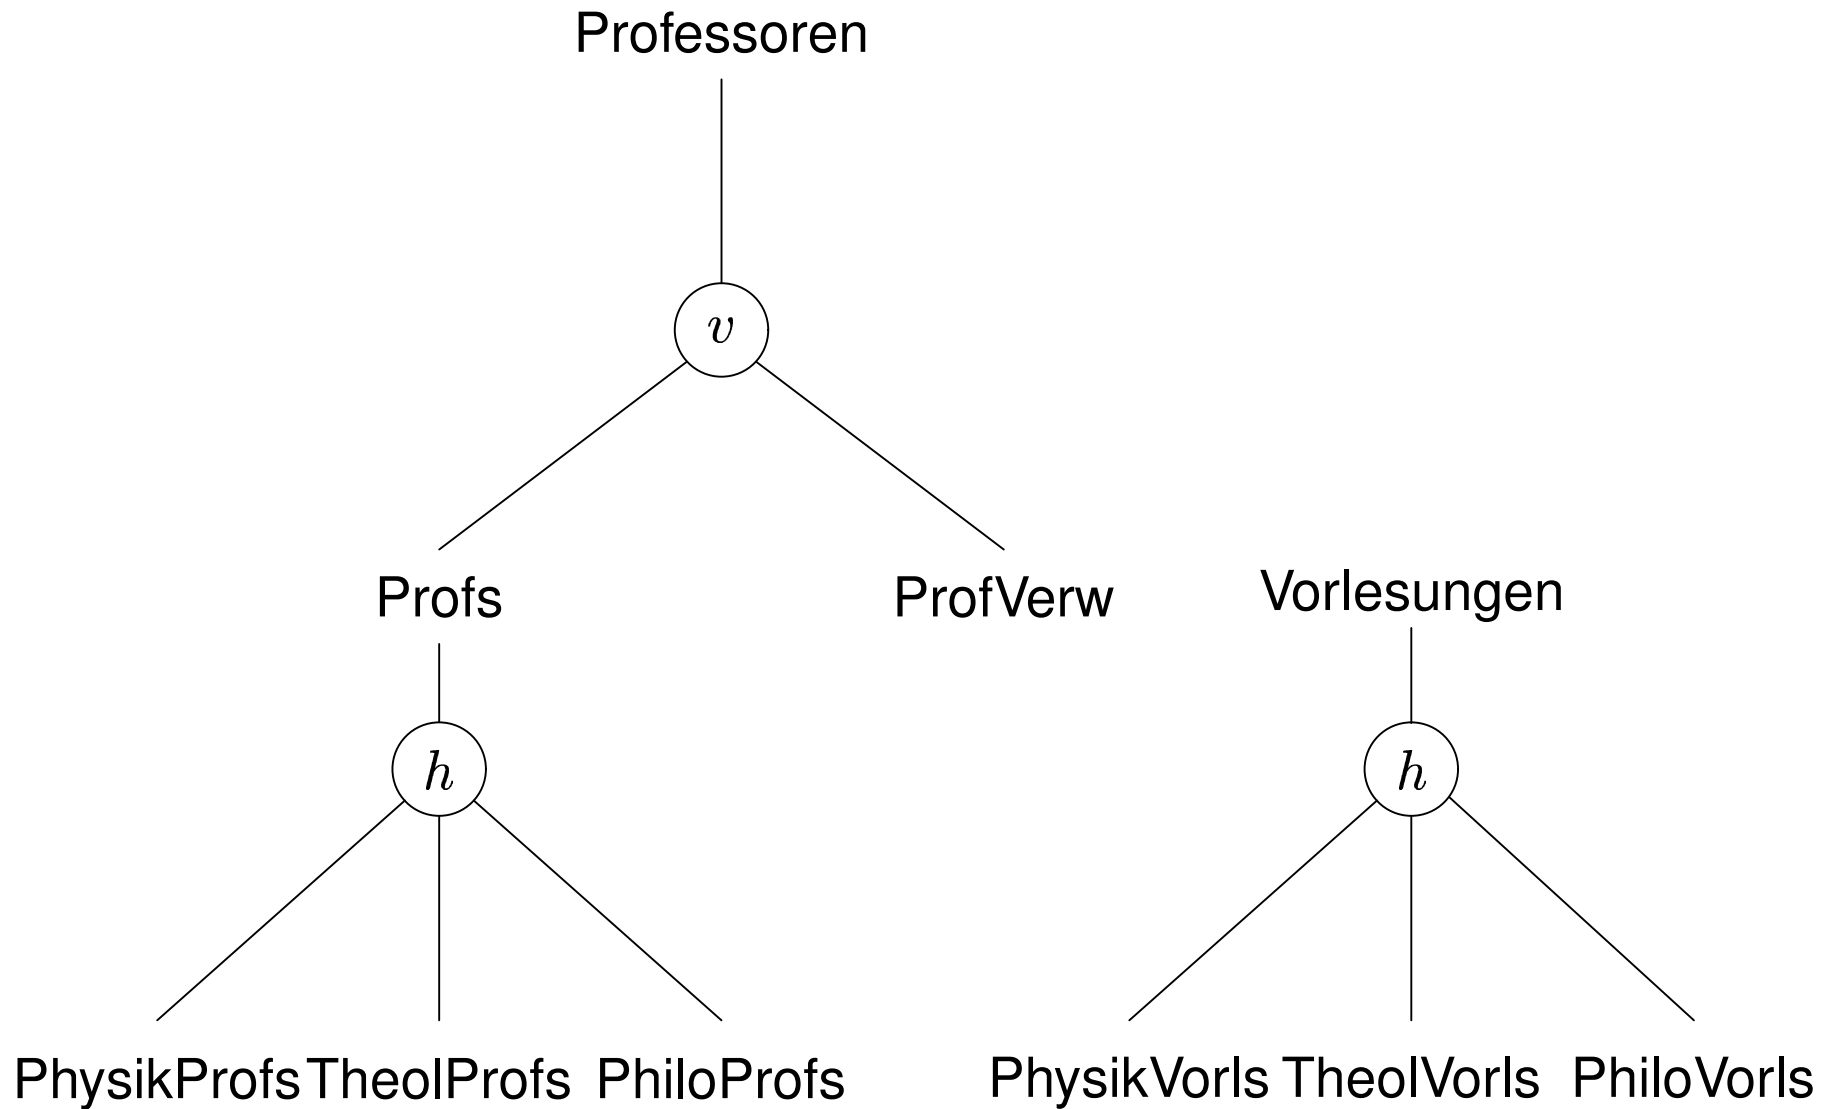 Professoren
v
Profs
ProfVerw
Vorlesungen
h
h
PhysikProfs
TheolProfs
PhiloProfs
PhysikVorls
TheolVorls
PhiloVorls